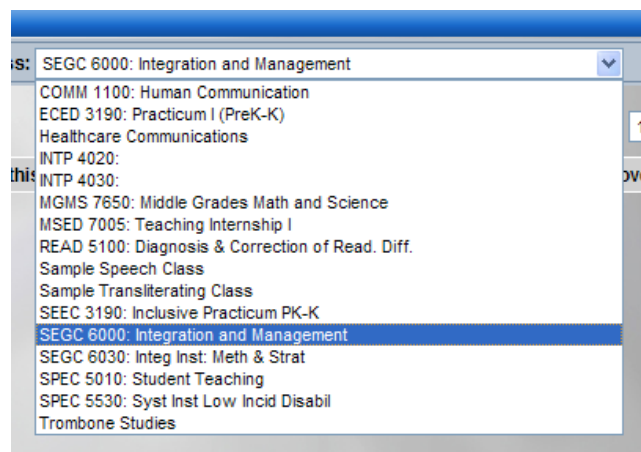 ss: SEGC 6000: Integration and Management
COMM 1100: Human Communication
ECED 3190: Practicum I (PreK-K)
Healthcare Communications
INTP 4020:
this
INTP 4030:
MGMS 7650: Middle Grades Math and Science
MSED 7005: Teaching Internship I
READ 5100: Diagnosis & Correction of Read. Diff.
Sample Speech Class
Sample Transliterating Class
SEEC 3190: Inclusive Practicum PK-K
SEGC 6000: Integration and Management
SEGC 6030: Integ Inst: Meth & Strat
SPEC 5010: Student Teaching
SPEC 5530: Syst Inst Low Incid Disabil
Trombone Studies